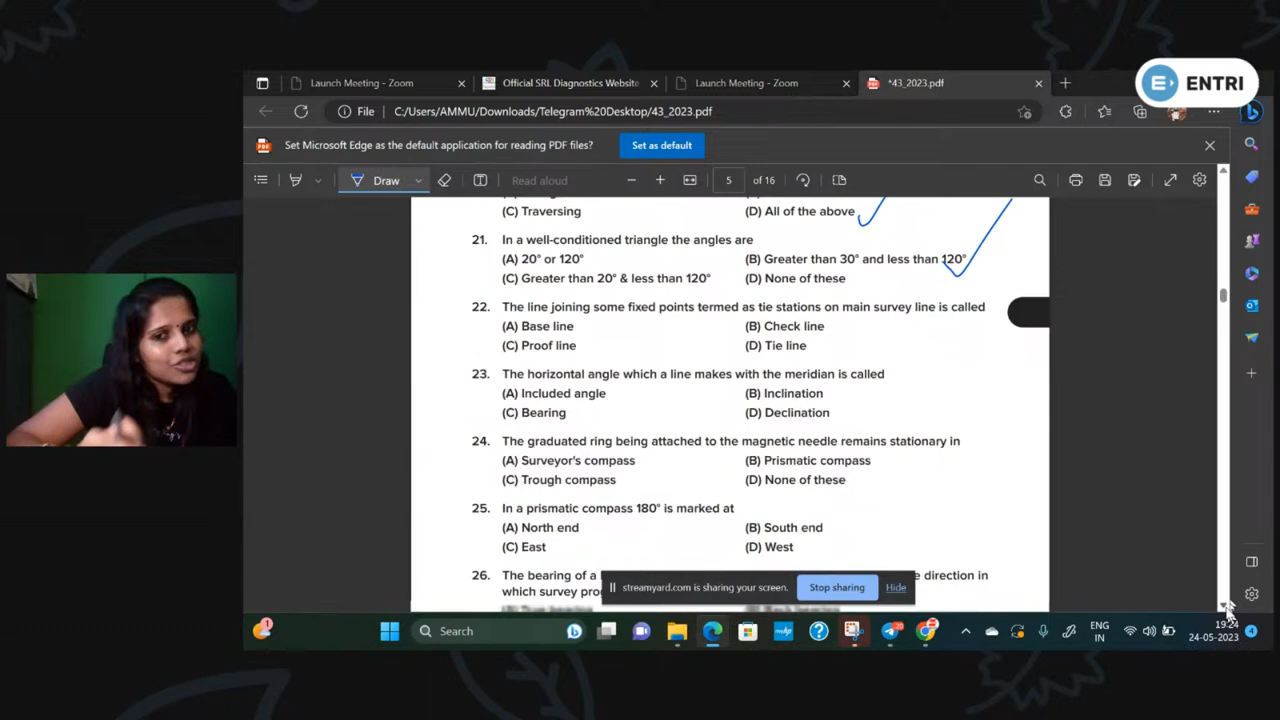 ENTRI
Launch Meeting - Zoom
Official SRL Diagnostics Website
Launch Meeting - Zoom
*43_2023.pdf
File
C:/Users/AMMU/Downloads/Telegram%20Desktop/43_2023.pdf
Set Microsoft Edge as the default application for reading PDF files?
Set as default
Draw
Read aloud
5 of 16
(C) Traversing
(D) All of the above
21. In a well-conditioned triangle the angles are
(A) 20° or 120°
(B) Greater than 30° and less than 120°
(C) Greater than 20° & less than 120°
(D) None of these
22. The line joining some fixed points termed as tie stations on main survey line is called
(A) Base line
(B) Check line
(C) Proof line
(D) Tie line
23. The horizontal angle which a line makes with the meridian is called
(A) Included angle
(B) Inclination
(C) Bearing
(D) Declination
24. The graduated ring being attached to the magnetic needle remains stationary in
(A) Surveyor's compass
(B) Prismatic compass
(C) Trough compass
(D) None of these
25. In a prismatic compass 180° is marked at
(A) North end
(B) South end
(C) East
(D) West
26. The bearing of a
e direction in
which survey pro
streamyard.com is sharing your screen.
Stop sharing
Hide
Search
ENG
IN
19:24
24-05-2023
4